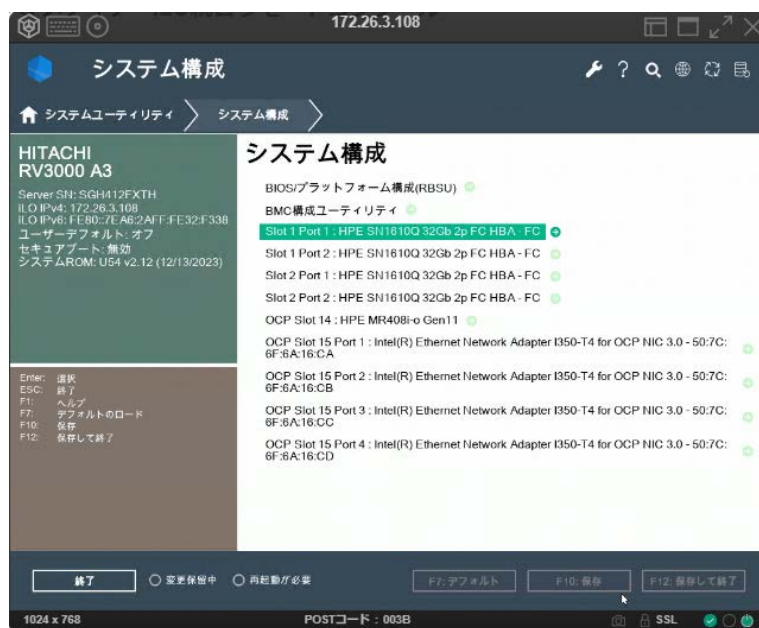 172.26.3.108
システム構成
システムユーティリティ
システム構成
HITACHI
RV3000 A3
Server SN: SGH412FXTH
iLO IPv4: 172.26.3.108
iLO IPv6: FE80::7EA6:2AFF:FE32:F338
ユーザーデフォルト: オフ
セキュアブート: 無効
システムROM: U54 v2.12 (12/13/2023)
Enter: 選択
ESC: 終了
F1: ヘルプ
F7: デフォルトのロード
F10: 保存
F12: 保存して終了
システム構成
BIOS/プラットフォーム構成(RBSU)
BMC構成ユーティリティ
Slot 1 Port 1 : HPE SN1610Q 32Gb 2p FC HBA - FC
Slot 1 Port 2 : HPE SN1610Q 32Gb 2p FC HBA - FC
Slot 2 Port 1 : HPE SN1610Q 32Gb 2p FC HBA - FC
Slot 2 Port 2 : HPE SN1610Q 32Gb 2p FC HBA - FC
OCP Slot 14 : HPE MR408i-o Gen11
OCP Slot 15 Port 1 : Intel(R) Ethernet Network Adapter I350-T4 for OCP NIC 3.0 - 50:7C:
6F:6A:16:CA
OCP Slot 15 Port 2 : Intel(R) Ethernet Network Adapter I350-T4 for OCP NIC 3.0 - 50:7C:
6F:6A:16:CB
OCP Slot 15 Port 3 : Intel(R) Ethernet Network Adapter I350-T4 for OCP NIC 3.0 - 50:7C:
6F:6A:16:CC
OCP Slot 15 Port 4 : Intel(R) Ethernet Network Adapter I350-T4 for OCP NIC 3.0 - 50:7C:
6F:6A:16:CD
終了
変更保留中
再起動が必要
F7: デフォルト
F10: 保存
F12: 保存して終了
1024 x 768
POSTコード : 003B
SSL